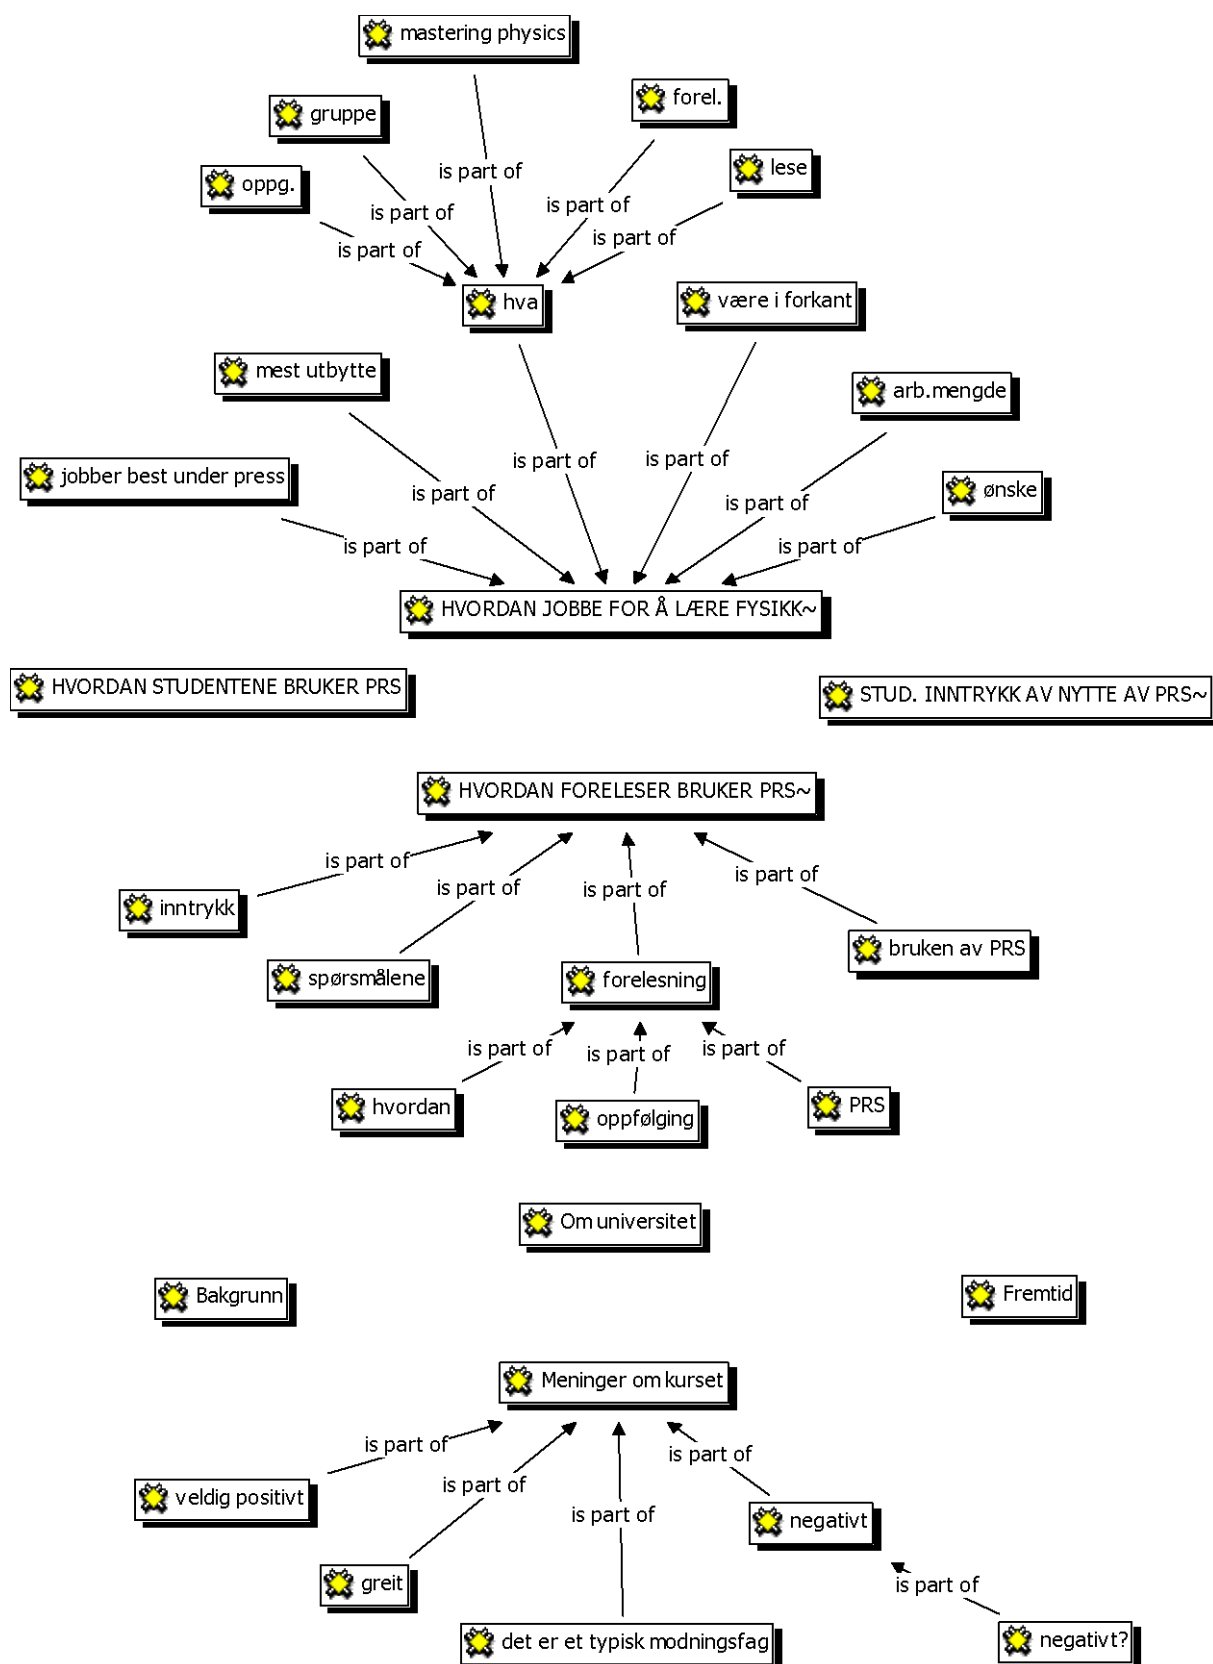 mastering physics
gruppe
forel.
oppg.
is part of
lese
is part of
is part of
is part of
is part of
hva
være i forkant
mest utbytte
arb.mengde
jobber best under press
is part of
is part of
ønske
is part of
is part of
is part of
is part of
HVORDAN JOBBE FOR Å LÆRE FYSIKK~
HVORDAN STUDENTENE BRUKER PRS
STUD. INNTRYKK AV NYTTE AV PRS~
HVORDAN FORELESER BRUKER PRS~
is part of
is part of
is part of
is part of
inntrykk
bruken av PRS
spørsmålene
forelesning
is part of
is part of
is part of
hvordan
oppfølging
PRS
Om universitet
Bakgrunn
Fremtid
Meninger om kurset
is part of
is part of
is part of
is part of
veldig positivt
negativt
greit
is part of
det er et typisk modningsfag
negativt?